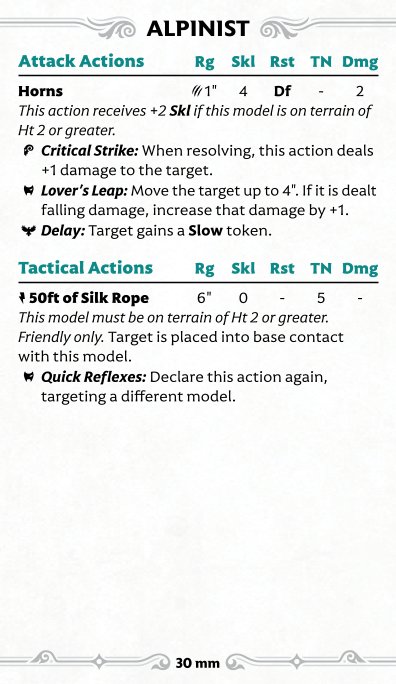 ALPINIST
Attack Actions Rg Skl Rst TN Dmg
Horns 1" 4 Df - 2
This action receives +2 Skl if this model is on terrain of
Ht 2 or greater.
Critical Strike: When resolving, this action deals
+1 damage to the target.
Lover's Leap: Move the target up to 4". If it is dealt
falling damage, increase that damage by +1.
Delay: Target gains a Slow token.
Tactical Actions Rg Skl Rst TN Dmg
50ft of Silk Rope 6" 0 - 5 -
This model must be on terrain of Ht 2 or greater.
Friendly only. Target is placed into base contact
with this model.
Quick Reflexes: Declare this action again,
targeting a different model.
30 mm